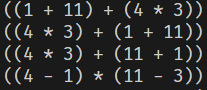 ((1 + 11) + (4 * 3))
((4 * 3) + (1 + 11))
((4 * 3) + (11 + 1))
((4 - 1) * (11 - 3))